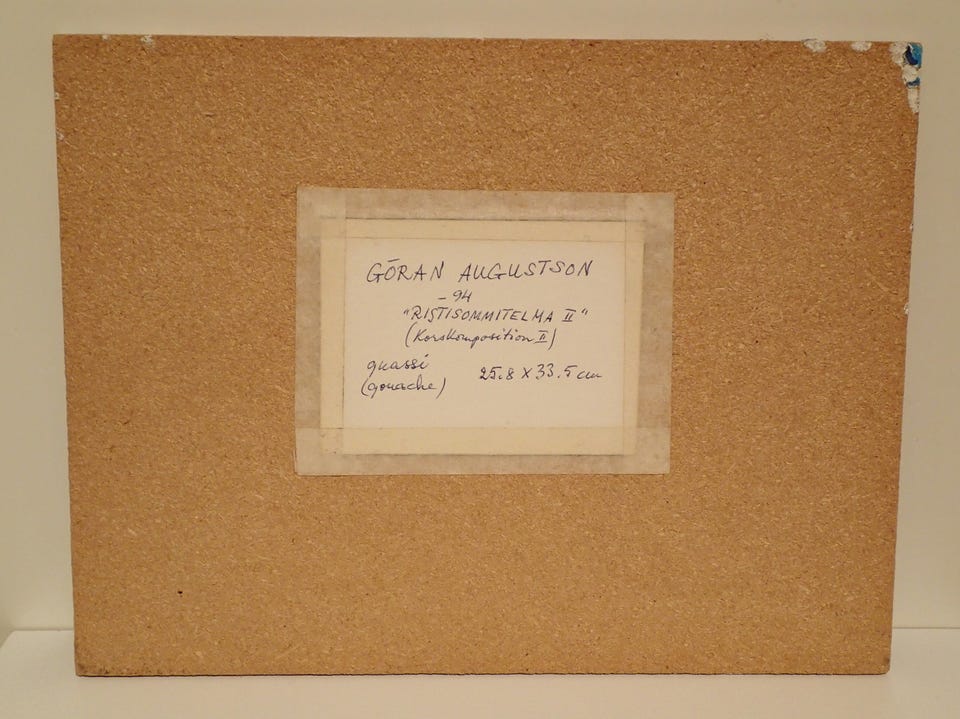 GÖRAN AUGUSTSON
-94
"RISTISOMMITELMA II"
(Korskomposition II)
guassi
(gouache) 25.8 X 33.5 cm